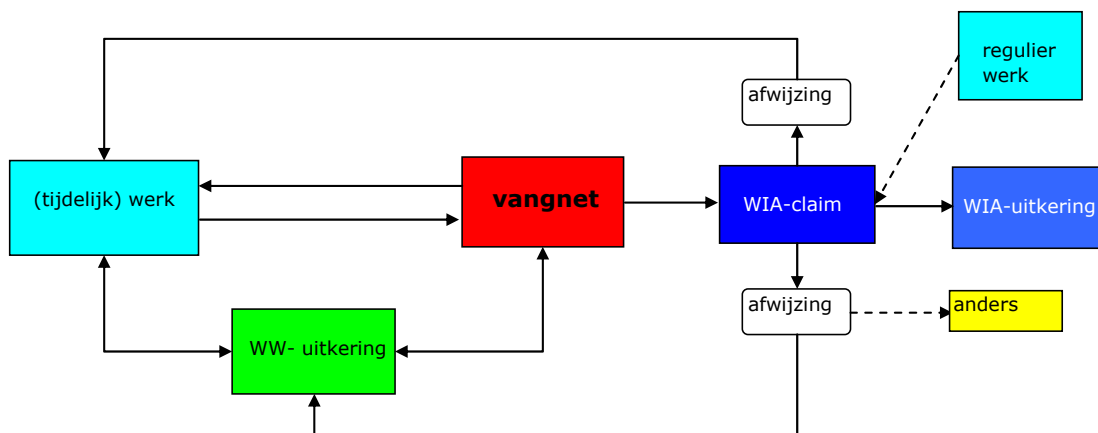 regulier
werk
afwijzing
(tijdelijk) werk
vangnet
WIA-claim
WIA-uitkering
afwijzing
anders
WW- uitkering